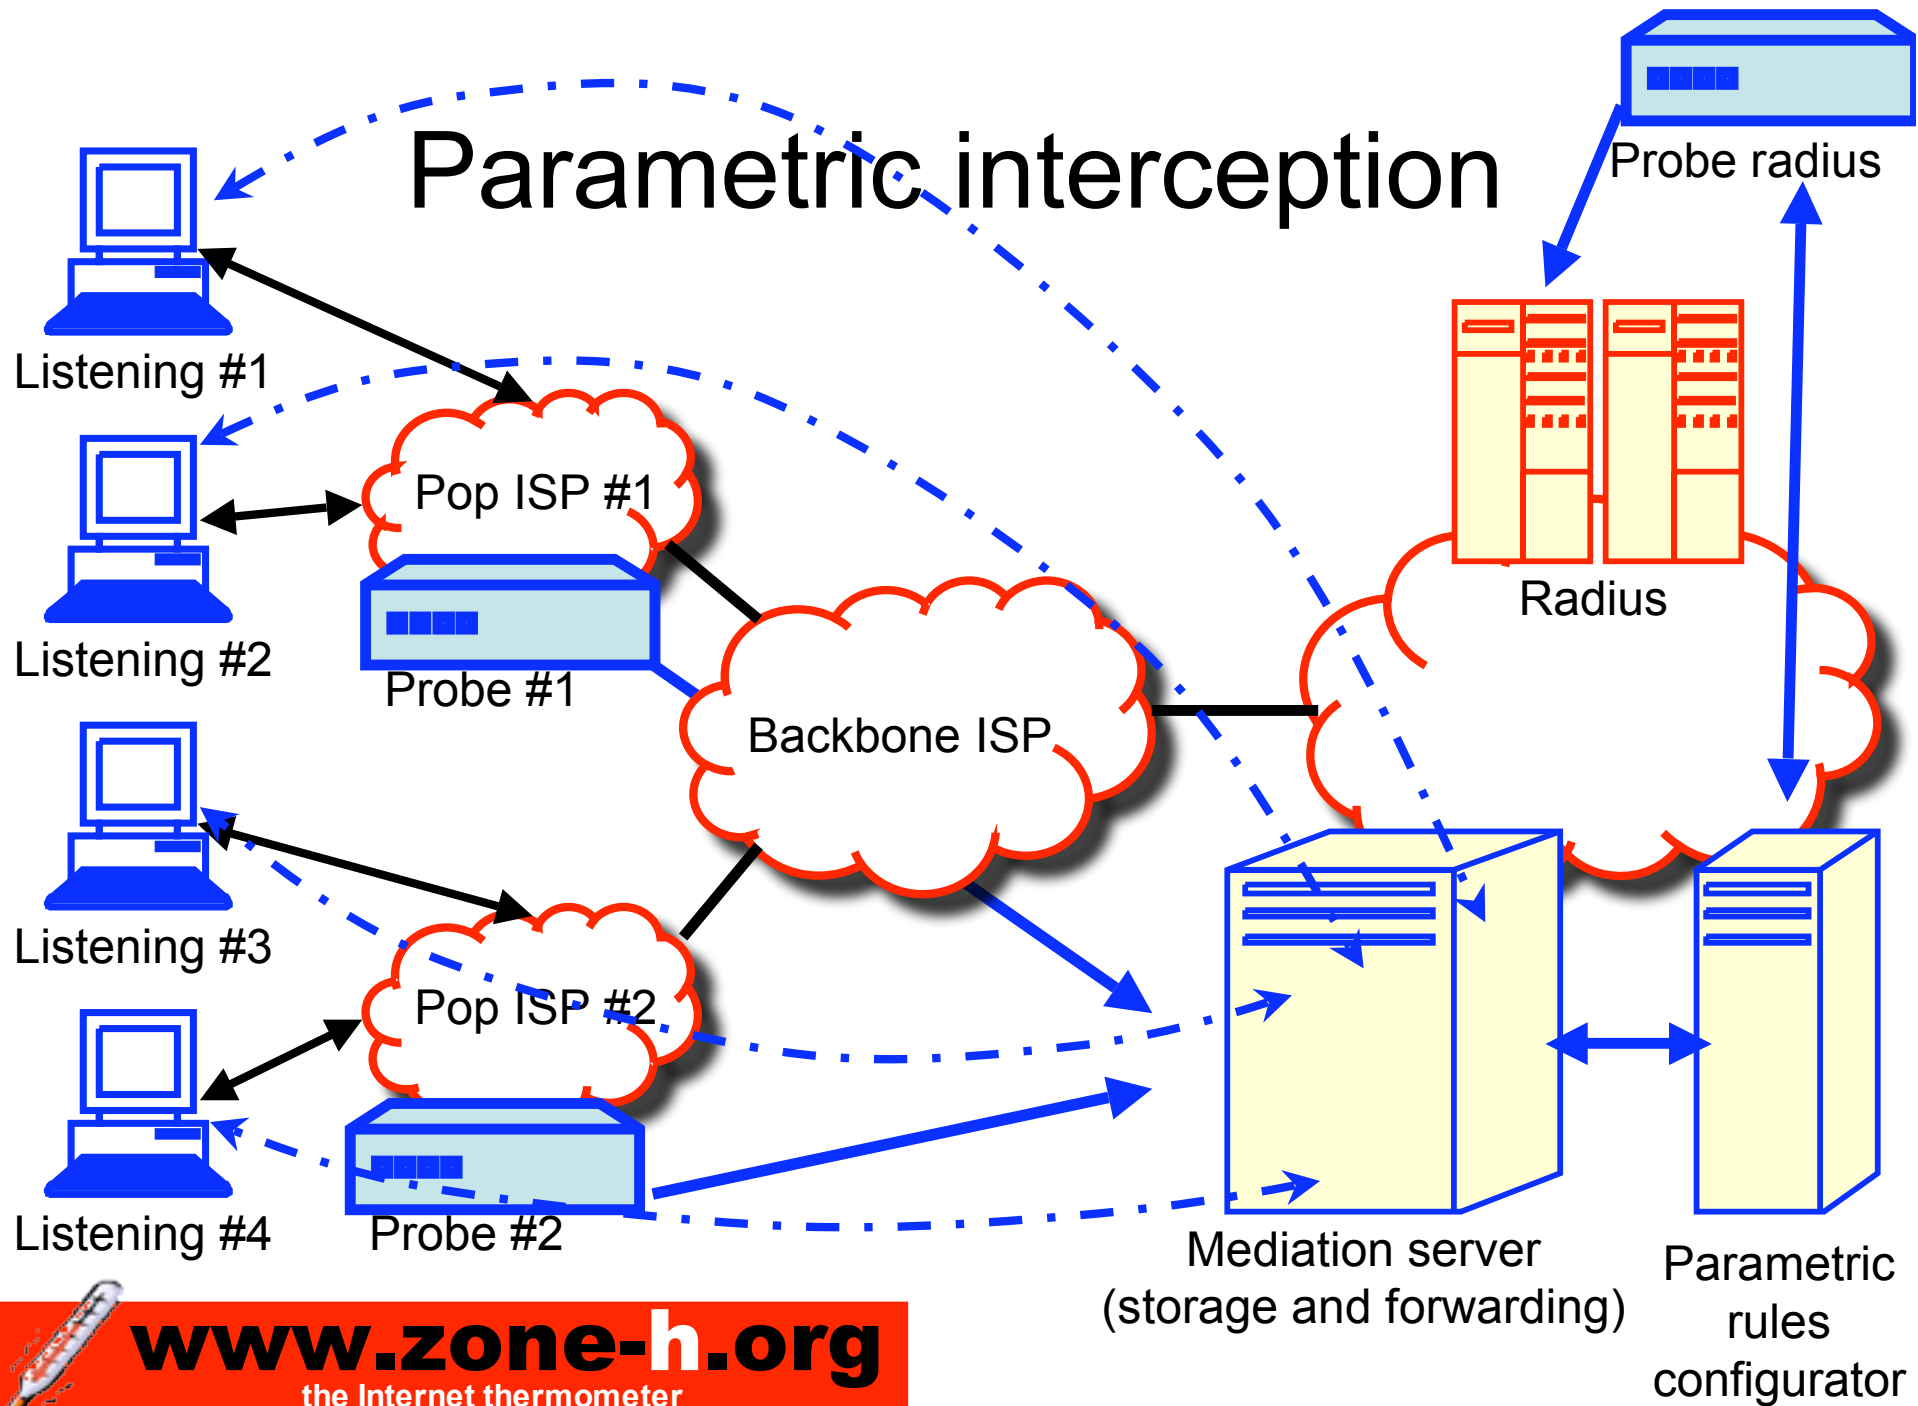 Parametric interception
Probe radius
Listening #1
Pop ISP #1
Radius
Listening #2
Probe #1
Backbone ISP
Listening #3
Pop ISP #2
Listening #4
Probe #2
Mediation server
(storage and forwarding)
Parametric
rules
configurator
www.zone-h.org
the Internet thermometer